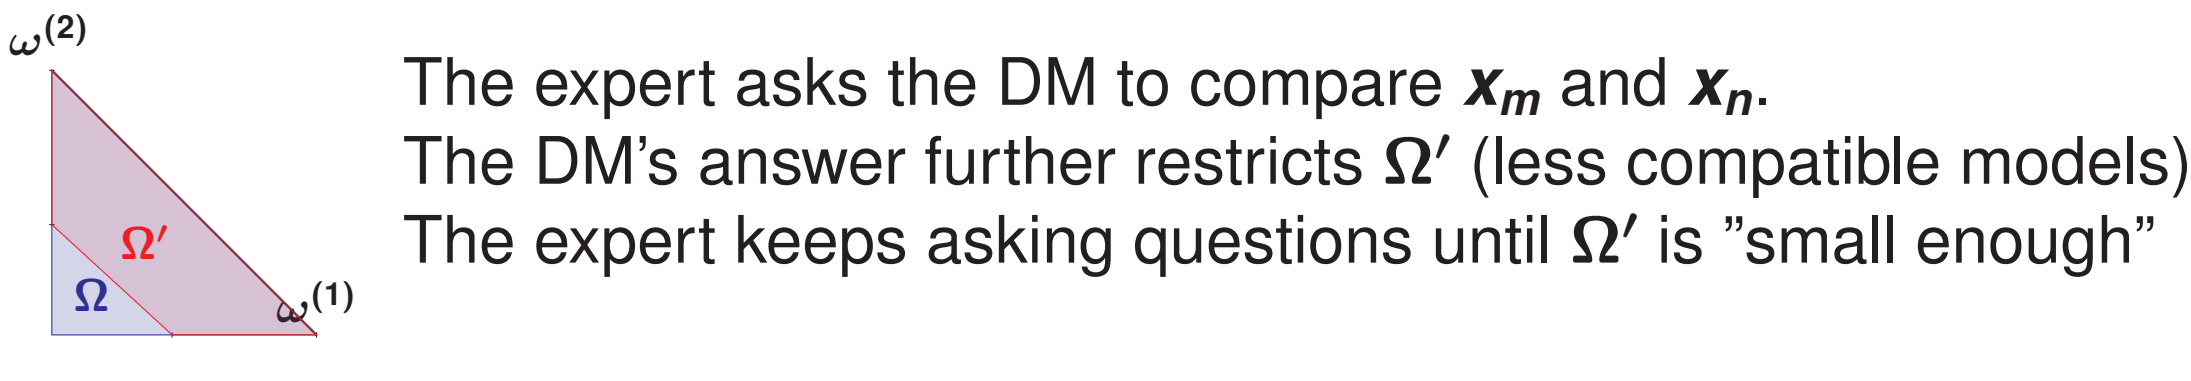 ω(2)
The expert asks the DM to compare xm and xn.
The DM's answer further restricts Ω′ (less compatible models)
The expert keeps asking questions until Ω′ is ”small enough”
Ω′
Ω
ω(1)